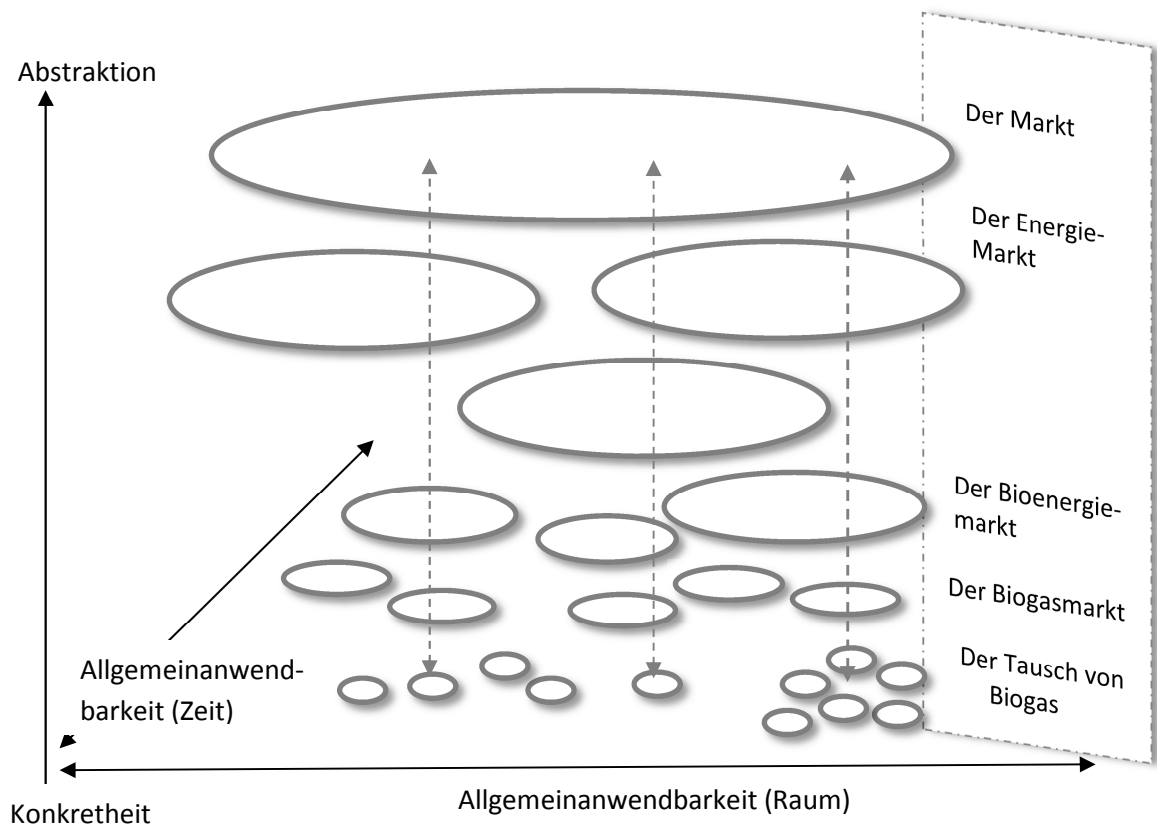 Abstraktion
Der Markt
Der Energie-
Markt
Der Bioenergie-
markt
Der Biogasmarkt
Der Tausch von
Biogas
Allgemeinanwend-
barkeit (Zeit)
Allgemeinanwendbarkeit (Raum)
Konkretheit